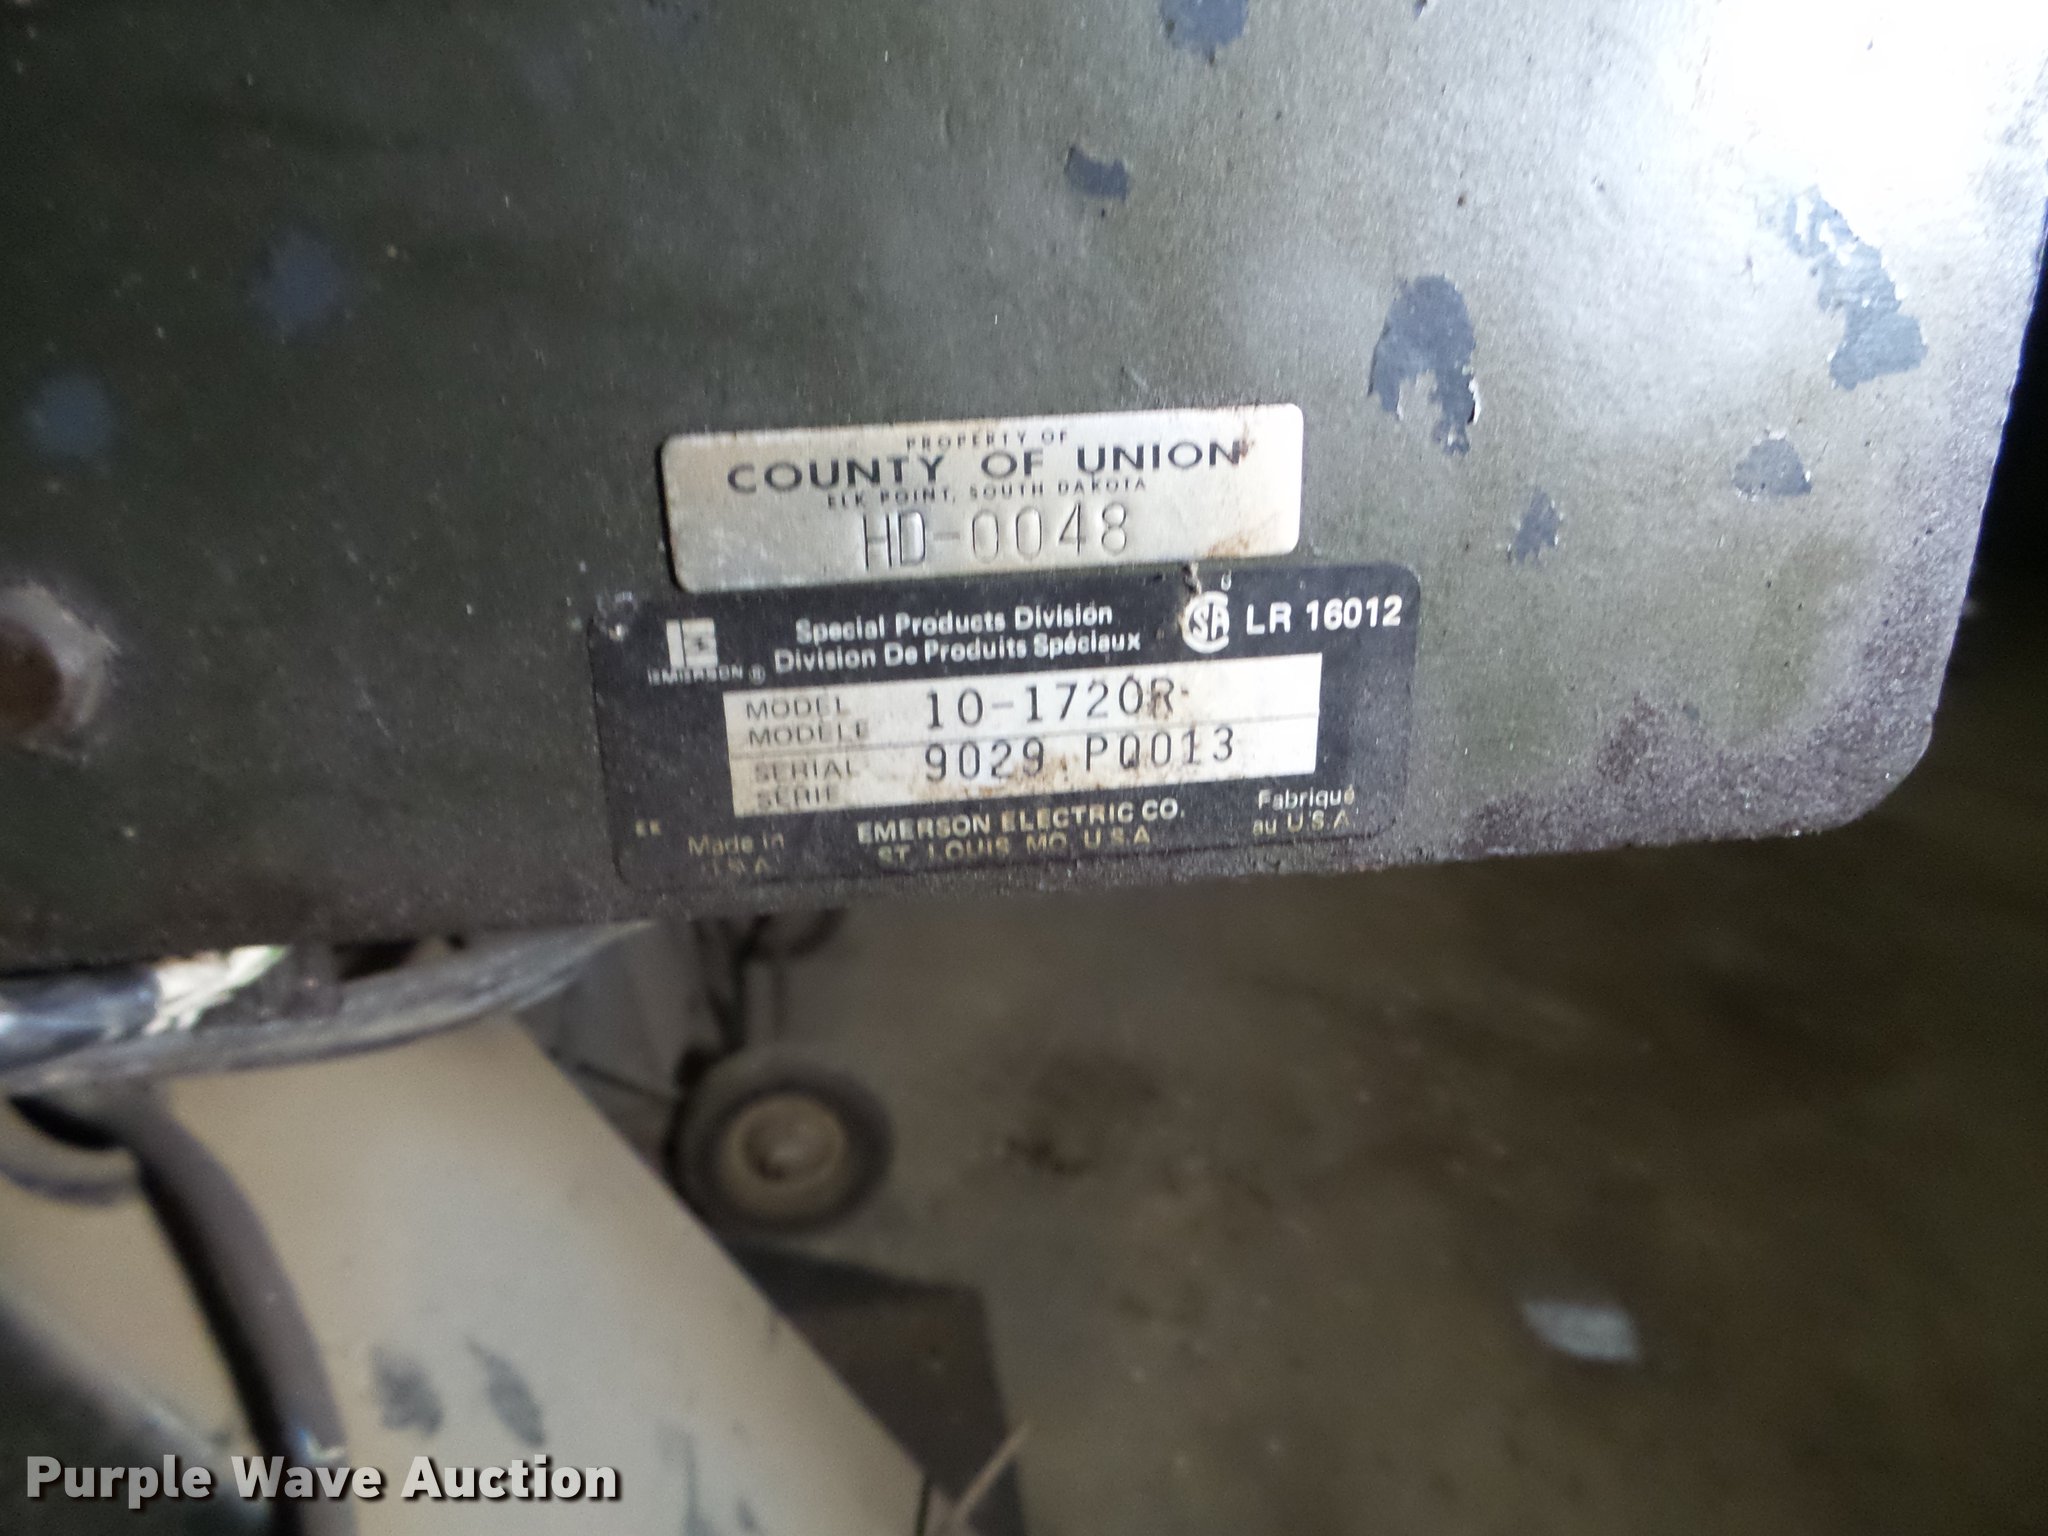 PROPERTY OF
COUNTY OF UNION
ELK POINT, SOUTH DAKOTA
HD-0048
EMERSON ®
Special Products Division
Division De Produits Spéciaux
LR 16012
MODEL
MODELE
10-1720R
SERIAL
SERIE
9029 PQ013
EE
Made in
U.S.A.
EMERSON ELECTRIC CO.
ST. LOUIS MO. U.S.A.
Fabriqué
au U.S.A.
Purple Wave Auction